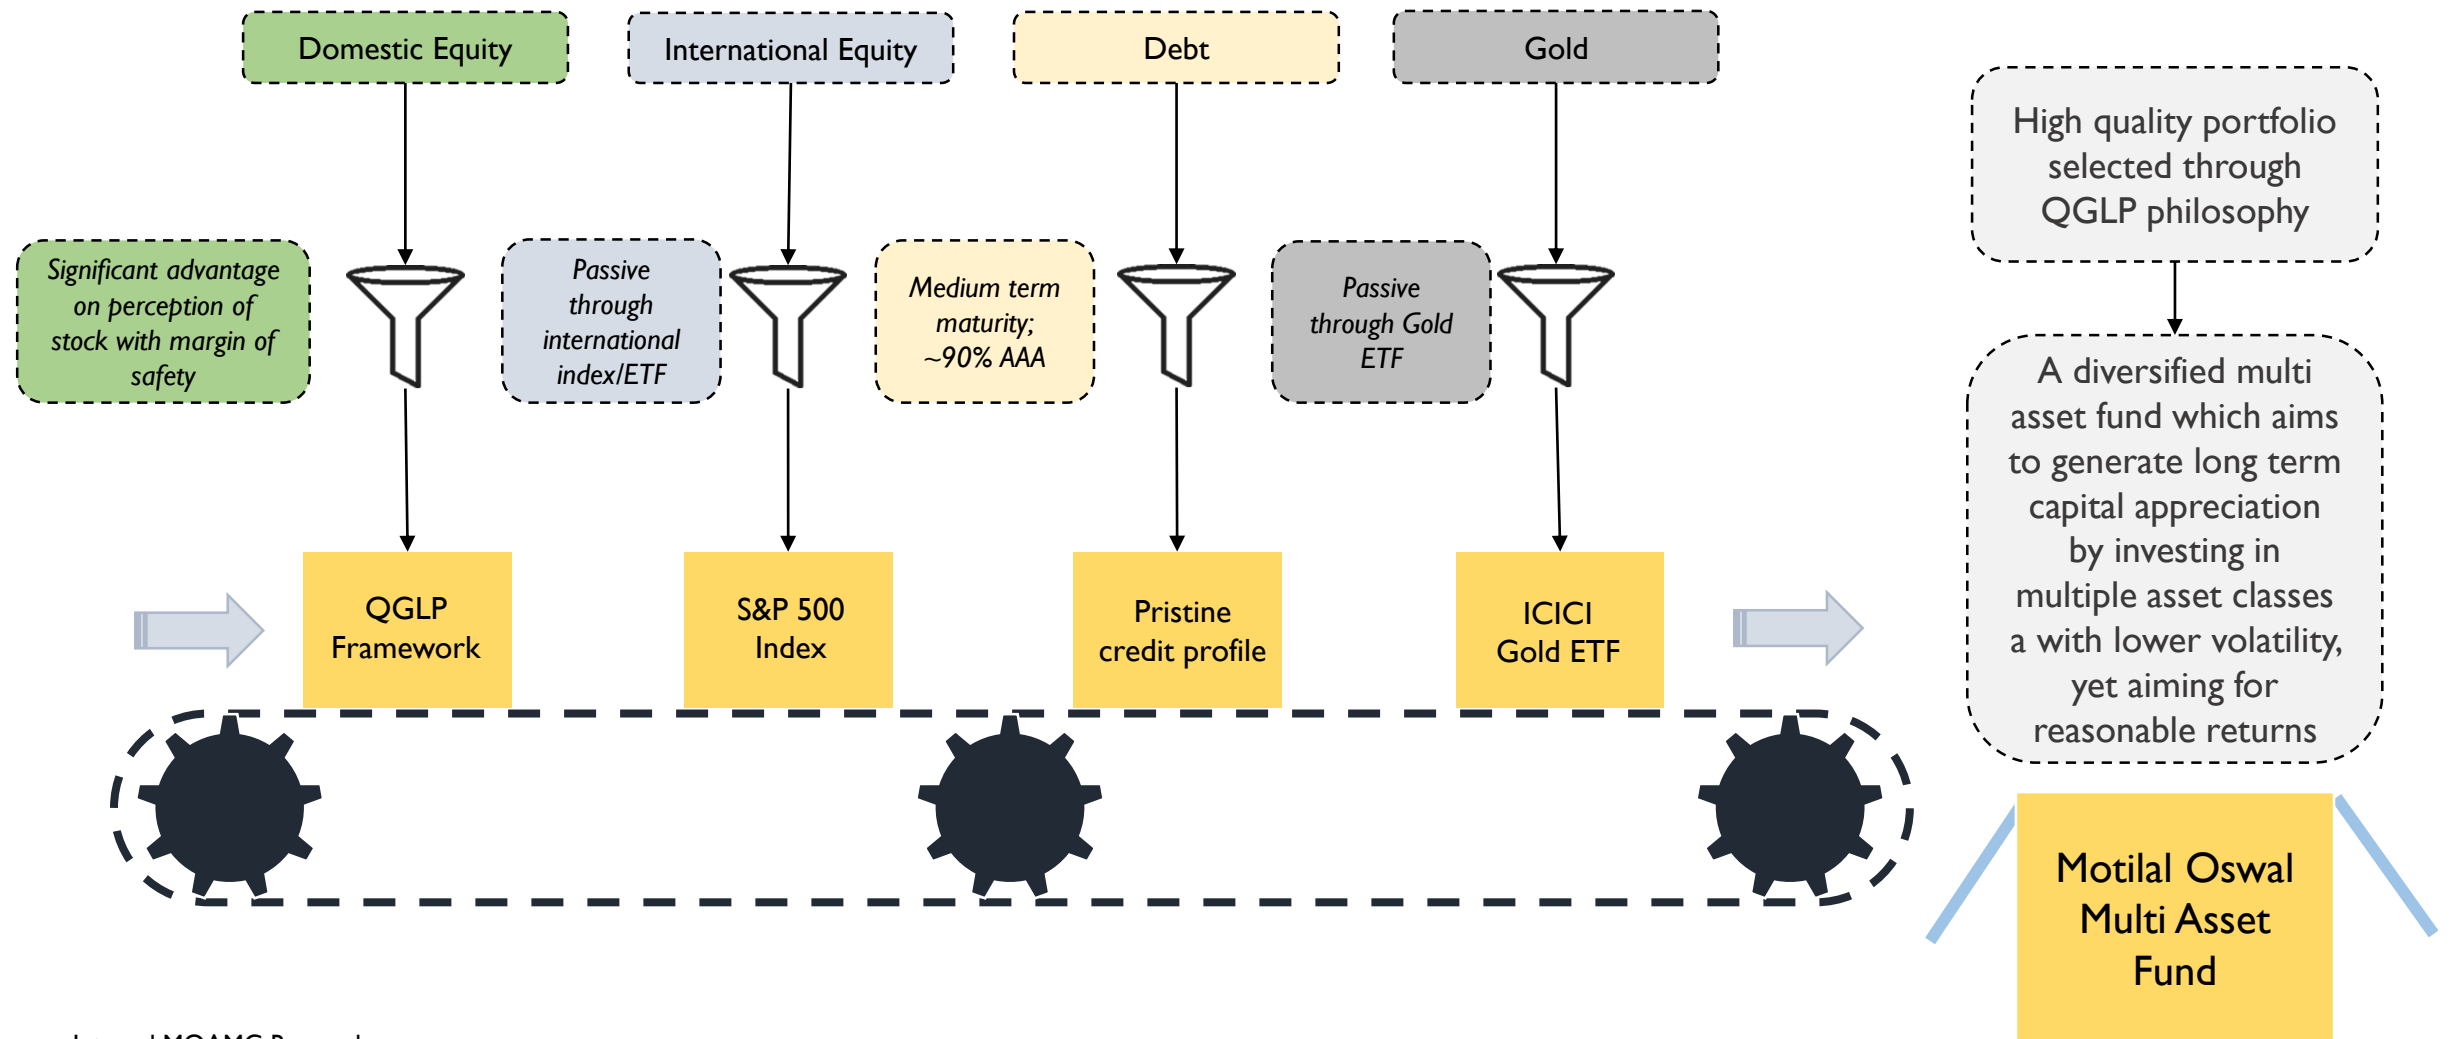 Domestic Equity
International Equity
Debt
Gold
Significant advantage
on perception of
stock with margin of
safety
Passive
through
international
index/ETF
Medium term
maturity;
~90% AAA
Passive
through Gold
ETF
QGLP
Framework
S&P 500
Index
Pristine
credit profile
ICICI
Gold ETF
High quality portfolio
selected through
QGLP philosophy
A diversified multi
asset fund which aims
to generate long term
capital appreciation
by investing in
multiple asset classes
a with lower volatility,
yet aiming for
reasonable returns
Motilal Oswal
Multi Asset
Fund